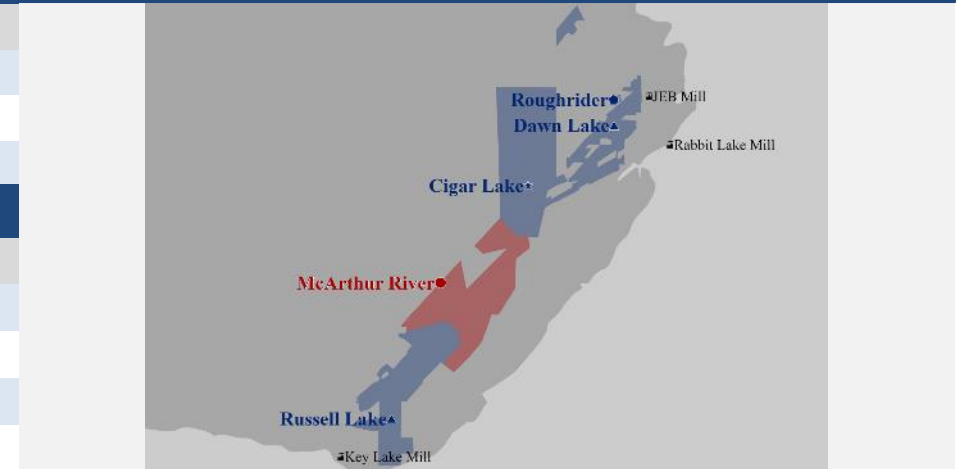 Roughrider
JEB Mill
Dawn Lake
Rabbit Lake Mill
Cigar Lake
McArthur River
Russell Lake
Key Lake Mill